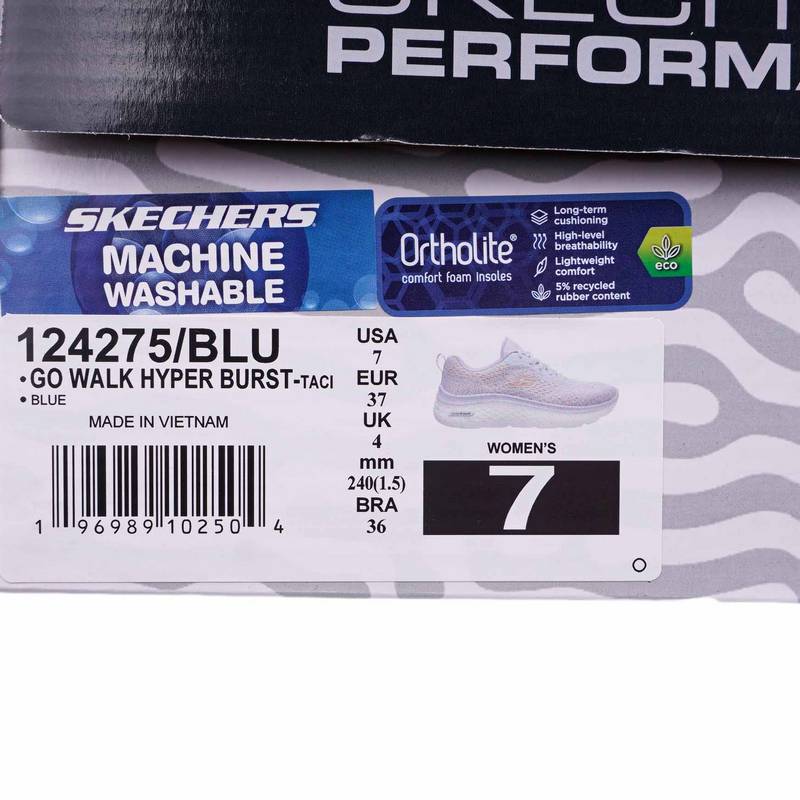 PERFORMA
SKECHERS
MACHINE
WASHABLE
Ortholite®
comfort foam insoles
Long-term
cushioning
High-level
breathability
Lightweight
comfort
5% recycled
rubber content
eco
124275/BLU
•GO WALK HYPER BURST-TACI
• BLUE
MADE IN VIETNAM
1 96989 10250 4
USA
7
EUR
37
UK
4
mm
240(1.5)
BRA
36
WOMEN'S
7